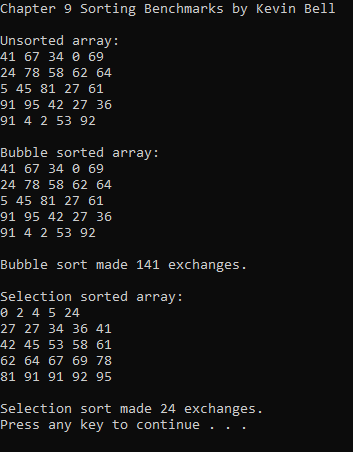 Chapter 9 Sorting Benchmarks by Kevin Bell
Unsorted array:
41 67 34 0 69
24 78 58 62 64
5 45 81 27 61
91 95 42 27 36
91 4 2 53 92
Bubble sorted array:
41 67 34 0 69
24 78 58 62 64
5 45 81 27 61
91 95 42 27 36
91 4 2 53 92
Bubble sort made 141 exchanges.
Selection sorted array:
0 2 4 5 24
27 27 34 36 41
42 45 53 58 61
62 64 67 69 78
81 91 91 92 95
Selection sort made 24 exchanges.
Press any key to continue . . .